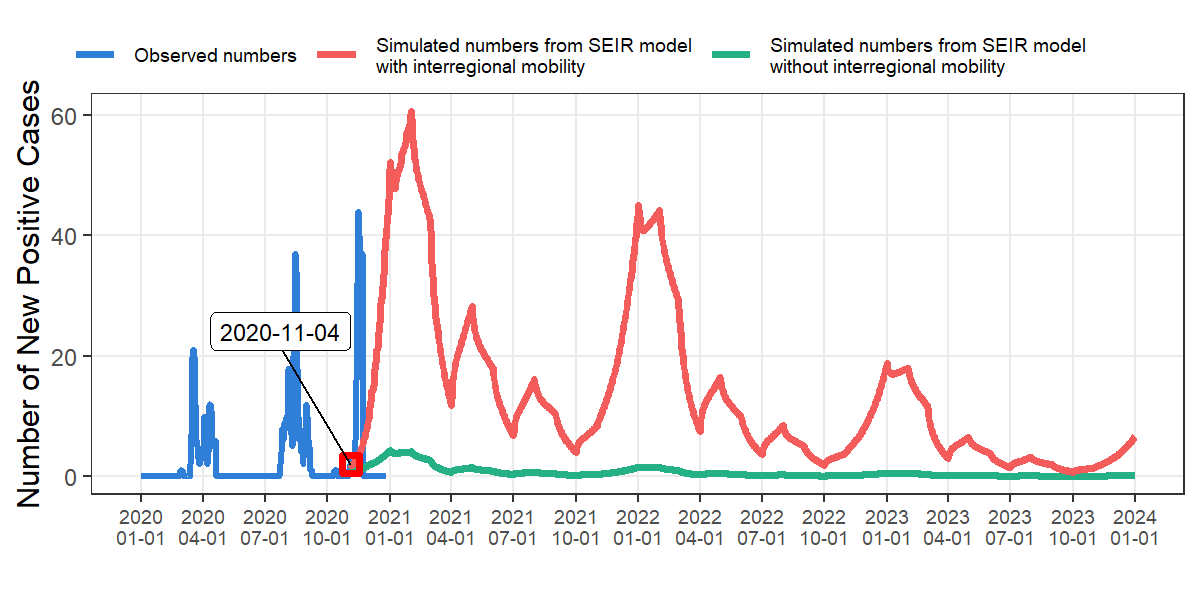 Observed numbers
Simulated numbers from SEIR model
with interregional mobility
Simulated numbers from SEIR model
without interregional mobility
Number of New Positive Cases
60
40
20
0
2020-11-04
2020 2020 2020 2020 2021 2021 2021 2021 2022 2022 2022 2022 2023 2023 2023 2023 2024
01-01 04-01 07-01 10-01 01-01 04-01 07-01 10-01 01-01 04-01 07-01 10-01 01-01 04-01 07-01 10-01 01-01